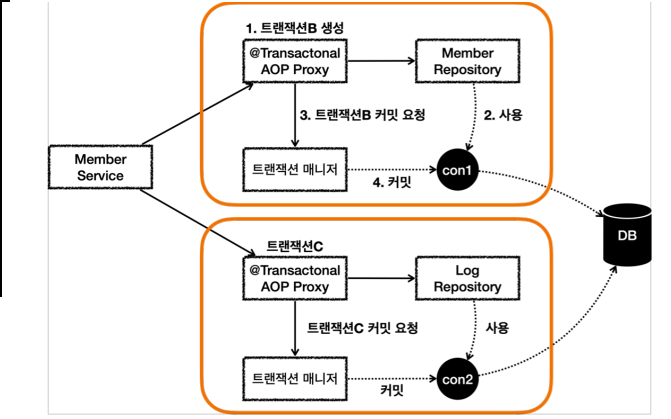 1. 트랜잭션B 생성
@Transactonal
AOP Proxy
Member
Repository
3. 트랜잭션B 커밋 요청
2. 사용
Member
Service
트랜잭션 매니저
con1
4. 커밋
DB
트랜잭션C
@Transactonal
AOP Proxy
Log
Repository
트랜잭션C 커밋 요청
사용
트랜잭션 매니저
con2
커밋